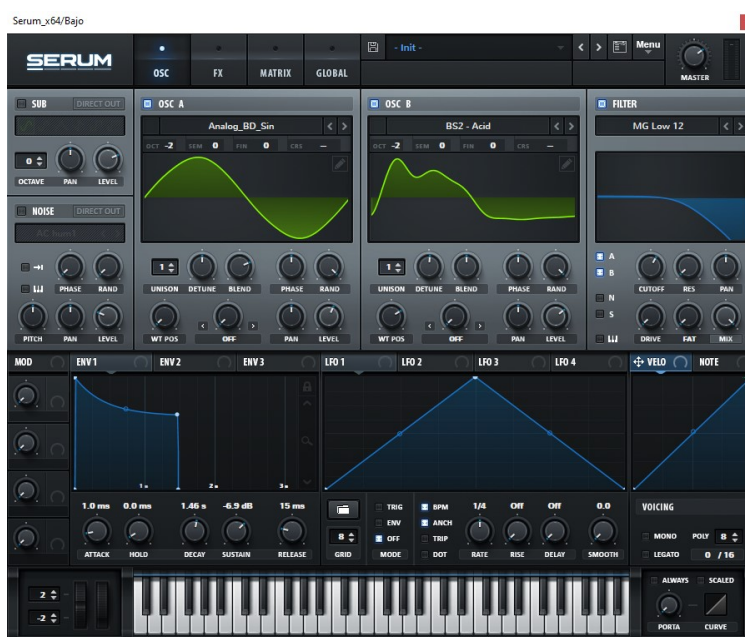 Serum_x64/Bajo
SERUM
OSC FX MATRIX GLOBAL
- Init -
Menu
MASTER
SUB DIRECT OUT
OSC A
OSC B
FILTER
Analog_BD_Sin
BS2 - Acid
MG Low 12
OCT -2 SEM 0 FIN 0 CRS –
OCT -2 SEM 0 FIN 0 CRS –
0
OCTAVE PAN LEVEL
NOISE DIRECT OUT
AC hum1
PHASE RAND
PITCH PAN LEVEL
1
UNISON DETUNE BLEND PHASE RAND
WT POS OFF PAN LEVEL
1
UNISON DETUNE BLEND PHASE RAND
WT POS OFF PAN LEVEL
A
B
N
S
CUTOFF RES PAN
DRIVE FAT MIX
MOD ENV 1 ENV 2 ENV 3 LFO 1 LFO 2 LFO 3 LFO 4 VELO NOTE
1s 2s 3s
1.0 ms 0.0 ms 1.46 s -6.9 dB 15 ms
ATTACK HOLD DECAY SUSTAIN RELEASE
8
GRID
TRIG
ENV
OFF
MODE
BPM
ANCH
TRIP
DOT
1/4 Off Off 0.0
RATE RISE DELAY SMOOTH
VOICING
MONO POLY 8
LEGATO 0 / 16
ALWAYS SCALED
PORTA CURVE
2
-2